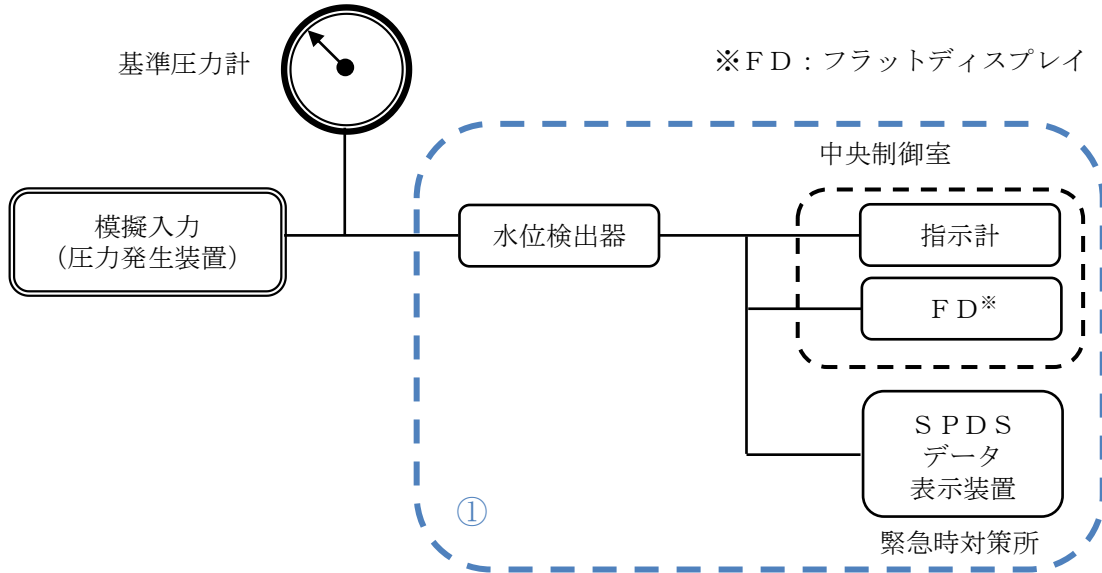 基準圧力計
※ＦＤ：フラットディスプレイ
中央制御室
模擬入力
（圧力発生装置）
水位検出器
指示計
ＦＤ※
ＳＰＤＳ
データ
表示装置
①
緊急時対策所